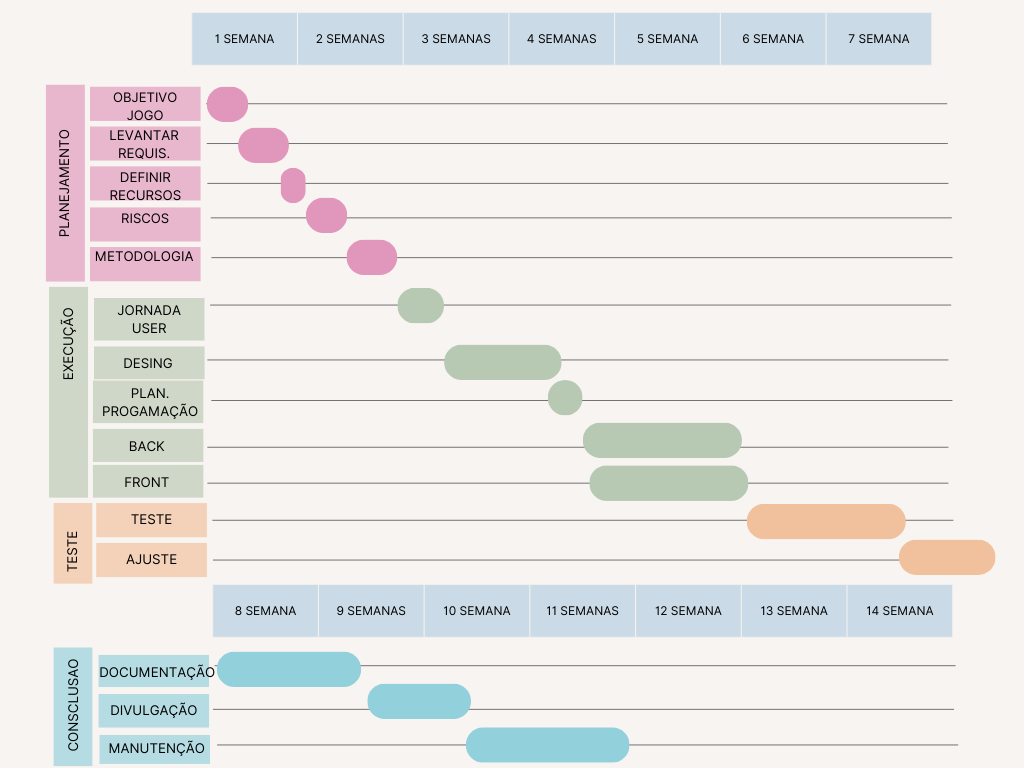 1 SEMANA
2 SEMANAS
3 SEMANAS
4 SEMANAS
5 SEMANA
6 SEMANA
7 SEMANA
PLANEJAMENTO
OBJETIVO
JOGO
LEVANTAR
REQUIS.
DEFINIR
RECURSOS
RISCOS
METODOLOGIA
EXECUÇÃO
JORNADA
USER
DESING
PLAN.
PROGAMAÇÃO
BACK
FRONT
TESTE
TESTE
AJUSTE
8 SEMANA
9 SEMANAS
10 SEMANA
11 SEMANAS
12 SEMANA
13 SEMANA
14 SEMANA
CONSCLUSAO
DOCUMENTAÇÃO
DIVULGAÇÃO
MANUTENÇÃO